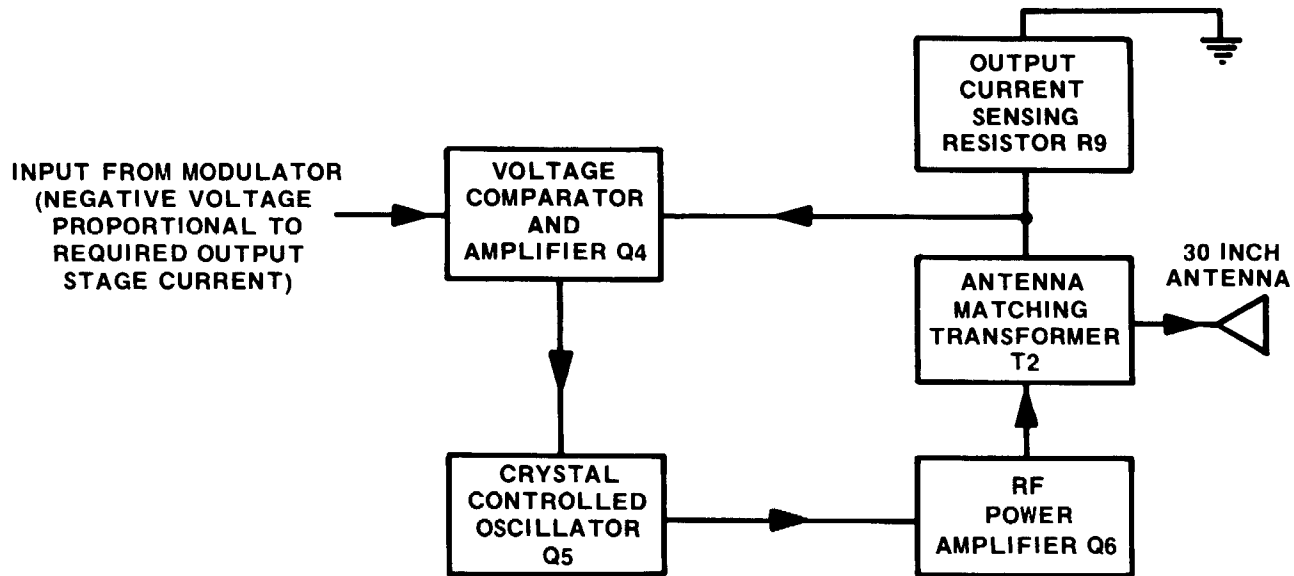 OUTPUT
CURRENT
SENSING
RESISTOR R9
INPUT FROM MODULATOR
(NEGATIVE VOLTAGE
PROPORTIONAL TO
REQUIRED OUTPUT
STAGE CURRENT)
VOLTAGE
COMPARATOR
AND
AMPLIFIER Q4
30 INCH
ANTENNA
ANTENNA
MATCHING
TRANSFORMER
T2
CRYSTAL
CONTROLLED
OSCILLATOR
Q5
RF
POWER
AMPLIFIER Q6